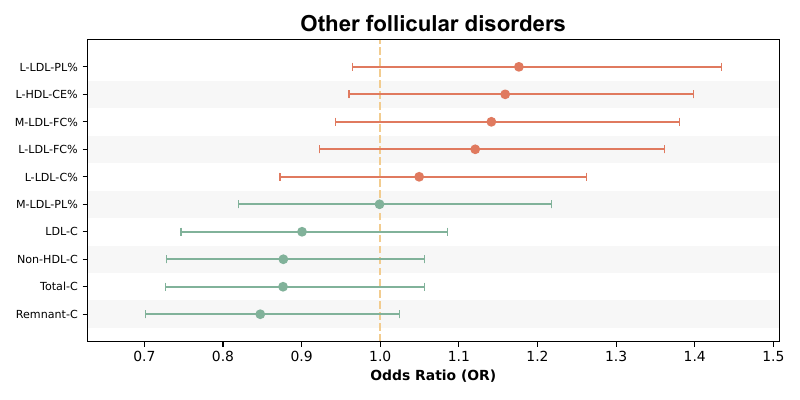 Other follicular disorders
L-LDL-PL%
L-HDL-CE%
M-LDL-FC%
L-LDL-FC%
L-LDL-C%
M-LDL-PL%
LDL-C
Non-HDL-C
Total-C
Remnant-C
0.7 0.8 0.9 1.0 1.1 1.2 1.3 1.4 1.5
Odds Ratio (OR)